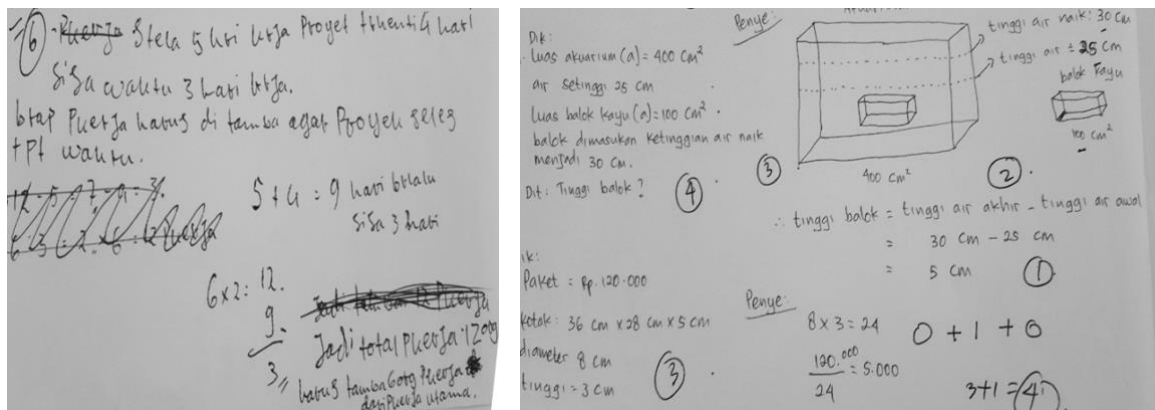 6
Stela 5 hri krja Proyet trhenti 4 hari
Sisa waktu 3 hari krja.
brap Pkerja harus di tamba agar Proyek seles
tpt waktu.
5 + 4 = 9 hari brlalu
sisa 3 hari
6 x 2 = 12.
9
3 //
Jadi total Pkerja 12 org
harus tamba 6 org Pkerja
dari Pkerja utama.
Dik:
Luas akuarium (a) = 400 cm²
air setinggi 25 cm
Luas balok kayu (a) = 100 cm²
balok dimasukan ketinggian air naik
menjadi 30 cm.
Dit: Tinggi balok?
4
Penye:
3
tinggi air naik: 30 cm
tinggi air = 25 cm
balok kayu
100 cm²
400 cm²
2
∴ tinggi balok = tinggi air akhir - tinggi air awal
= 30 cm - 25 cm
= 5 cm
1
ik:
Paket = Rp. 120.000
kotak: 36 cm x 28 cm x 5 cm
diameter 8 cm
tinggi = 3 cm
3
Penye:
8 x 3 = 24
120.000 / 24 = 5.000
0 + 1 + 0
3+1 = 4